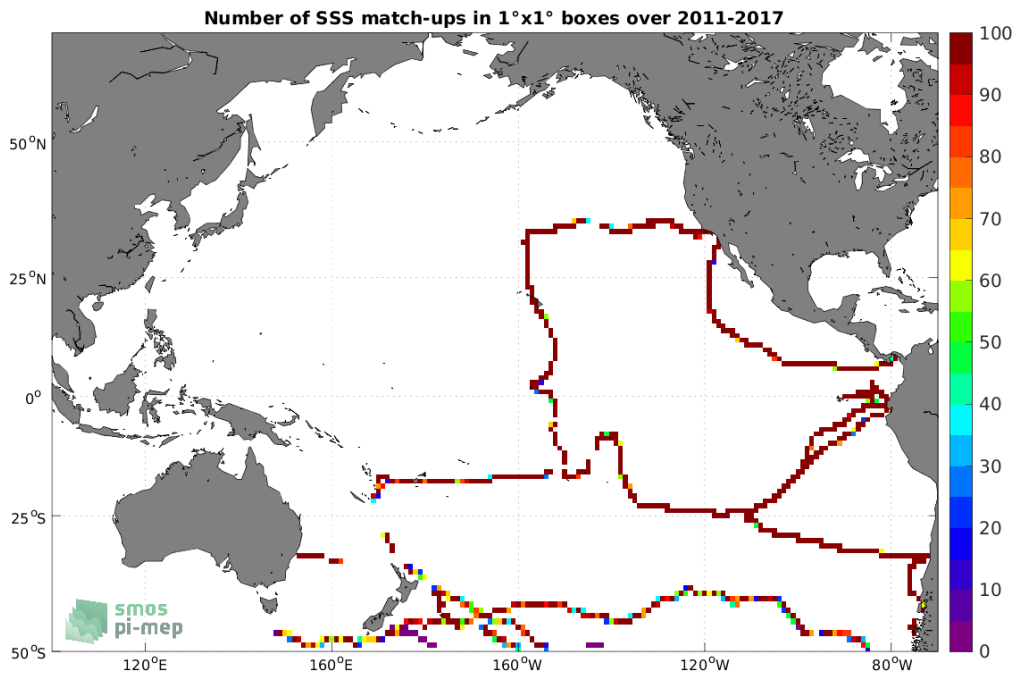 Number of SSS match-ups in 1°x1° boxes over 2011-2017
50°N
25°N
0°
25°S
50°S
120°E
160°E
160°W
120°W
80°W
100
90
80
70
60
50
40
30
20
10
0
smos
pi-mep